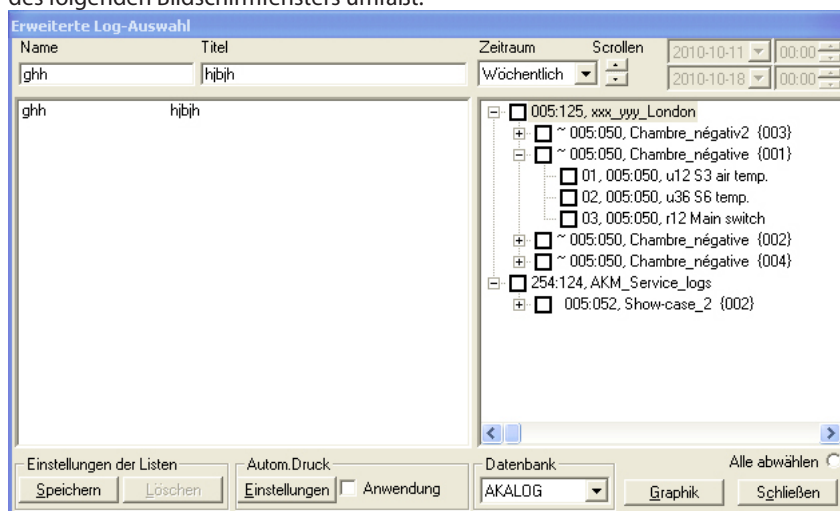 des folgenden Bildschirmfensters umfaßt:
Erweiterte Log-Auswahl
Name Titel Zeitraum Scrollen 2010-10-11 00:00
ghh hjbjh Wöchentlich 2010-10-18 00:00
ghh hjbjh
005:125, xxx_yyy_London
~ 005:050, Chambre_négativ2 {003}
~ 005:050, Chambre_négative {001}
01, 005:050, u12 S3 air temp.
02, 005:050, u36 S6 temp.
03, 005:050, r12 Main switch
~ 005:050, Chambre_négative {002}
~ 005:050, Chambre_négative {004}
254:124, AKM_Service_logs
005:052, Show-case_2 {002}
Einstellungen der Listen Autom.Druck Datenbank Alle abwählen
Speichern Löschen Einstellungen Anwendung AKALOG Graphik Schließen